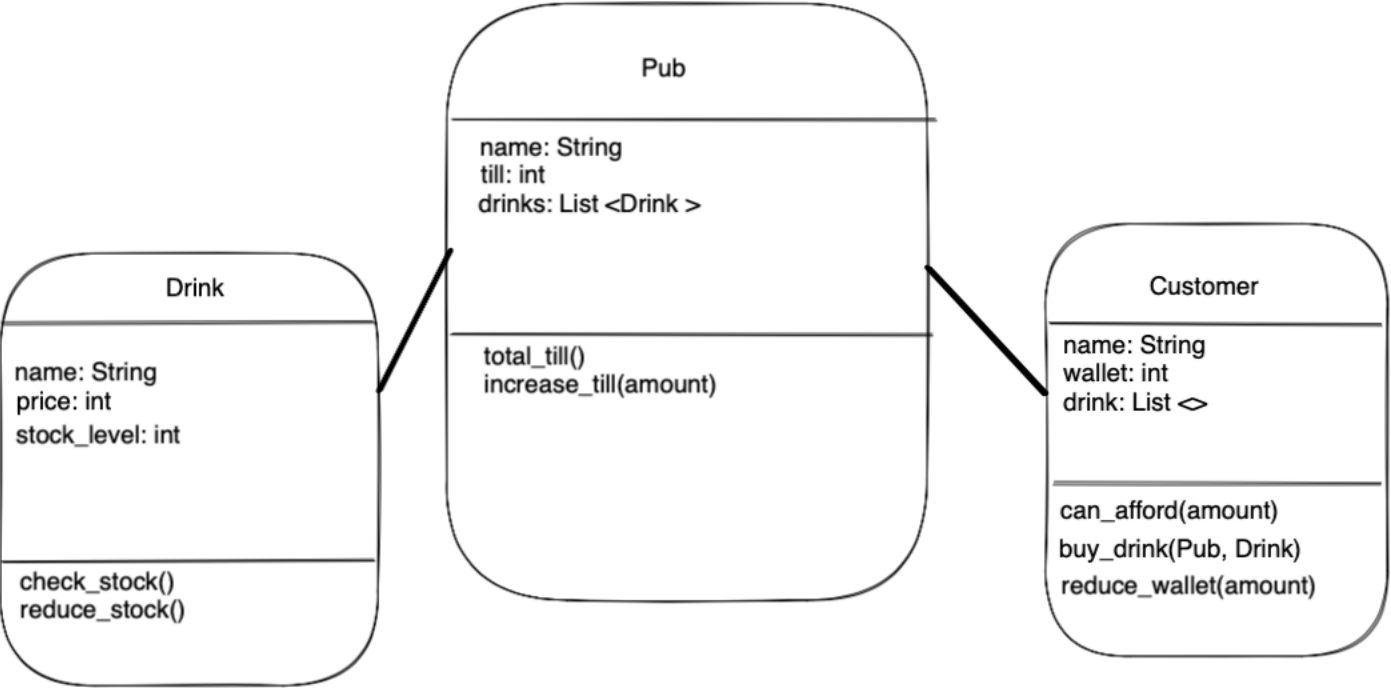 Pub
name: String
till: int
drinks: List <Drink >
total_till()
increase_till(amount)
Drink
name: String
price: int
stock_level: int
check_stock()
reduce_stock()
Customer
name: String
wallet: int
drink: List <>
can_afford(amount)
buy_drink(Pub, Drink)
reduce_wallet(amount)